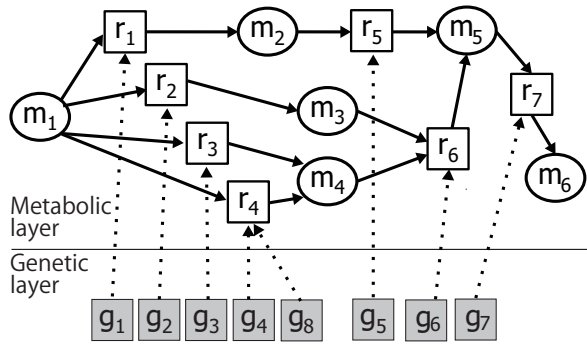 r1 m2 r5 m5
r2 r7
m1 m3
r3 r6
m4 m6
r4
Metabolic
layer
Genetic
layer
g1 g2 g3 g4 g8 g5 g6 g7